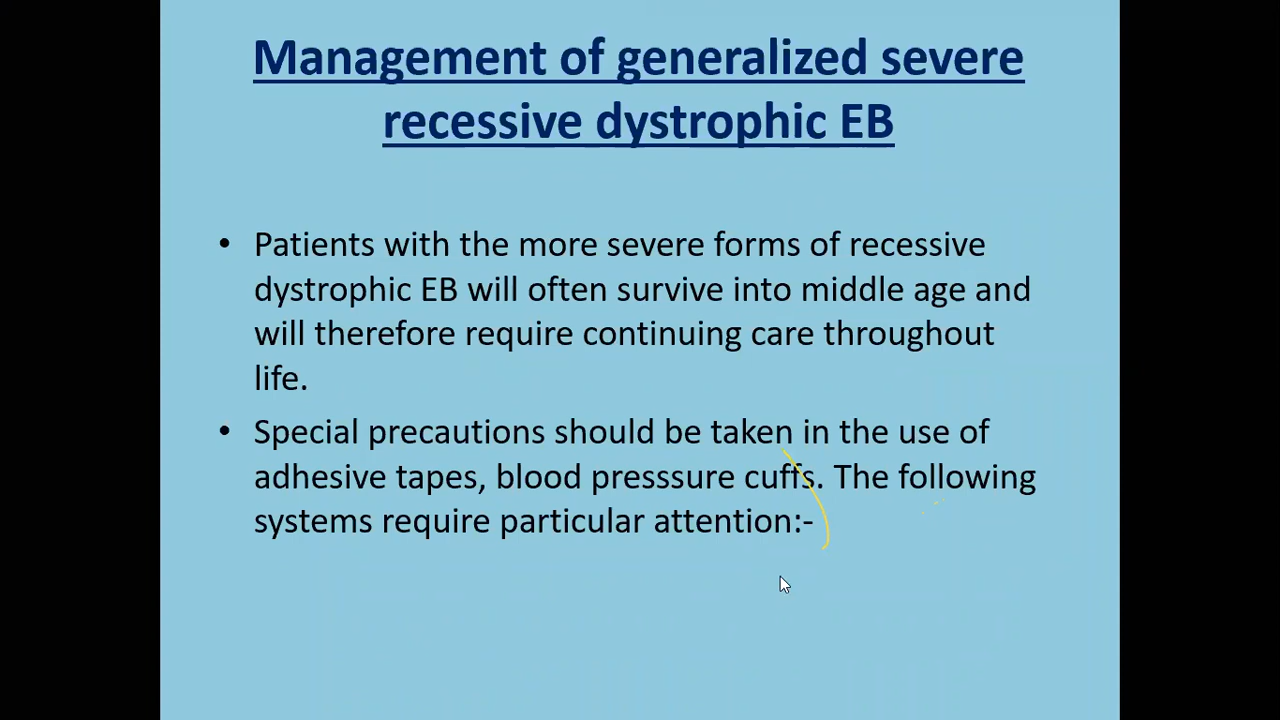 Management of generalized severe
recessive dystrophic EB
• Patients with the more severe forms of recessive
dystrophic EB will often survive into middle age and
will therefore require continuing care throughout
life.
• Special precautions should be taken in the use of
adhesive tapes, blood presssure cuffs. The following
systems require particular attention:-